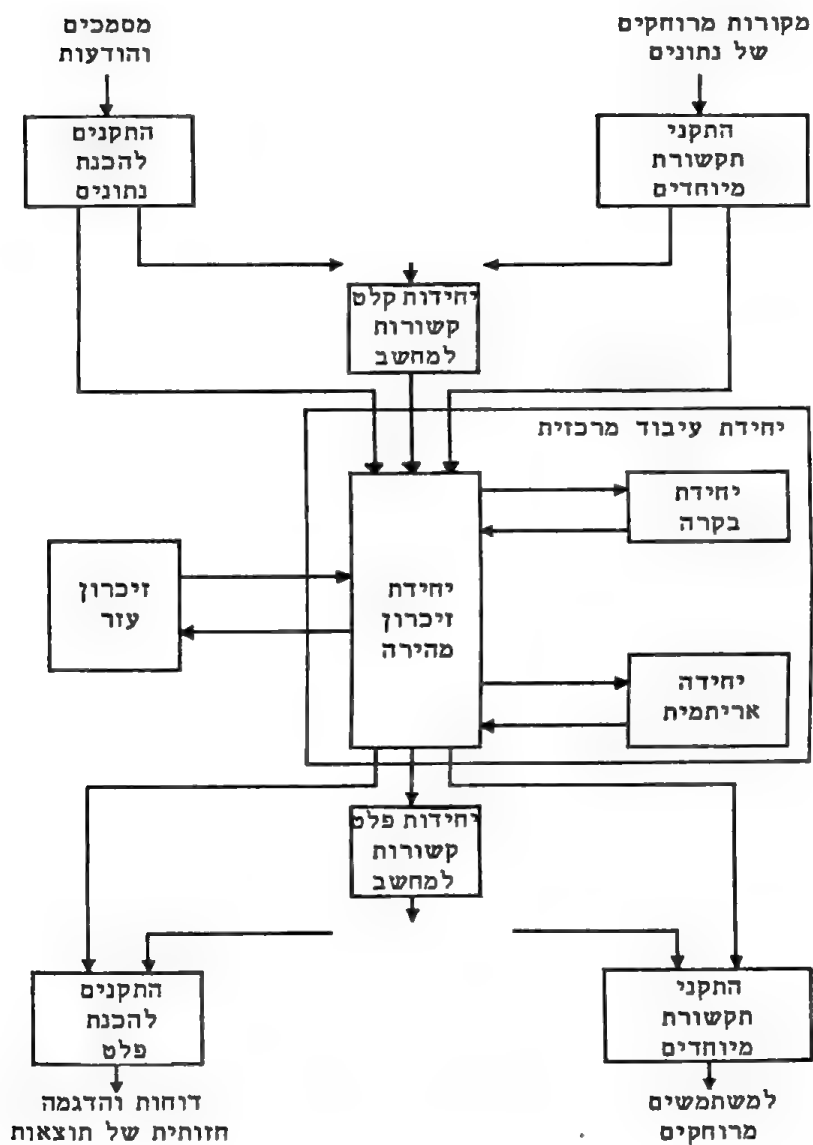 מסמכים
והודעות
מקורות מרוחקים
של נתונים
התקנים
להכנת
נתונים
התקני
תקשורת
מיוחדים
יחידות קלט
קשורות
למחשב
יחידת עיבוד מרכזית
יחידת
בקרה
זיכרון
עזר
יחידת
זיכרון
מהירה
יחידה
אריתמית
יחידות פלט
קשורות
למחשב
התקנים
להכנת
פלט
התקני
תקשורת
מיוחדים
דוחות והדגמה
חזותית של תוצאות
למשתמשים
מרוחקים